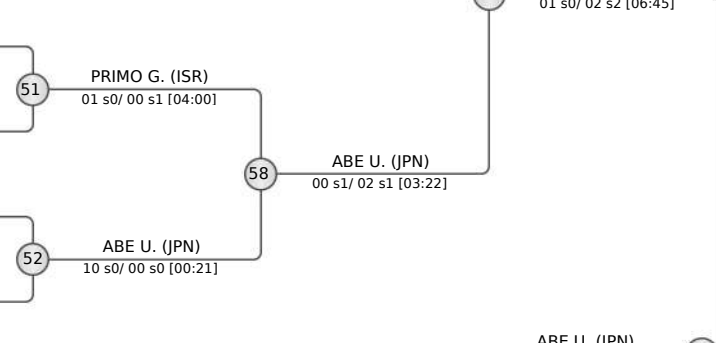 01 s0/ 02 s2 [06:45]
PRIMO G. (ISR)
51
01 s0/ 00 s1 [04:00]
ABE U. (JPN)
58
00 s1/ 02 s1 [03:22]
ABE U. (JPN)
52
10 s0/ 00 s0 [00:21]
ABE U. (JPN)